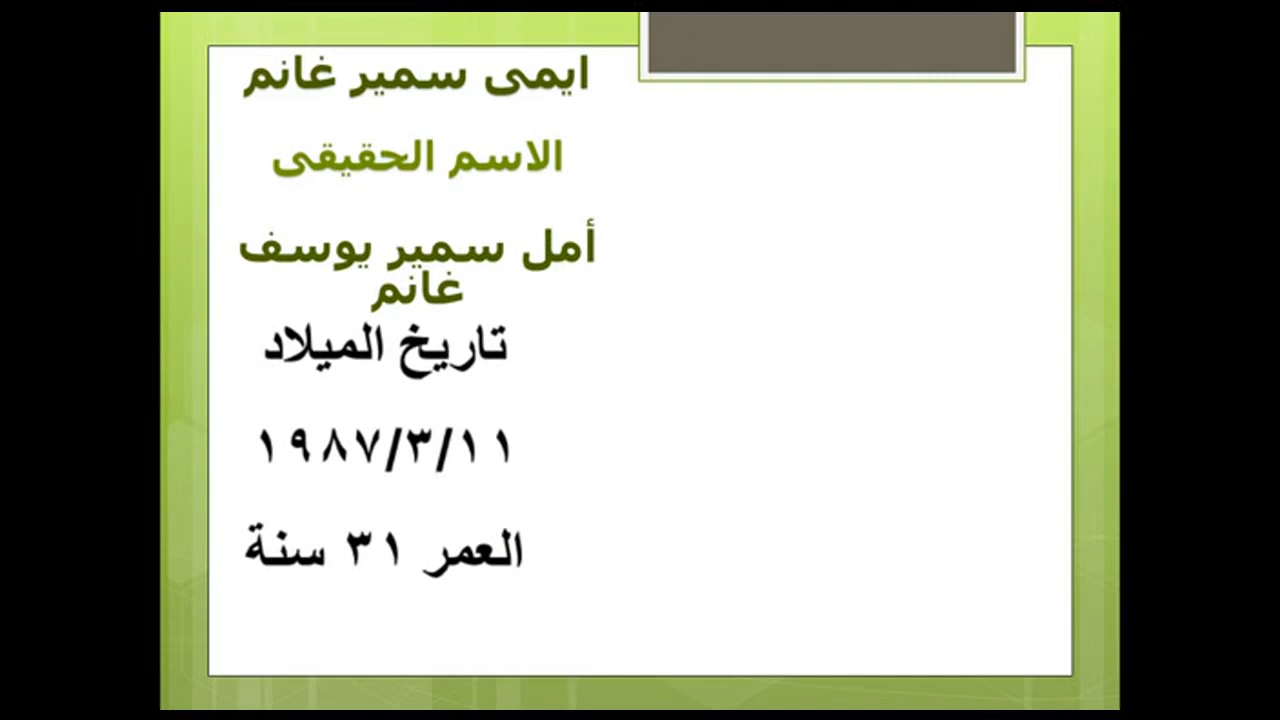 ايمى سمير غانم
الاسم الحقيقى
أمل سمير يوسف
غانم
تاريخ الميلاد
١٩٨٧/٣/١١
العمر ٣١ سنة